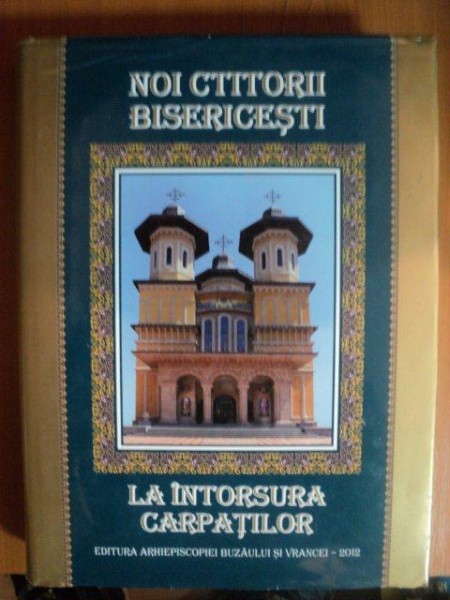 NOI CTITORII
BISERICEȘTI
LA ÎNTORSURA
CARPAȚILOR
EDITURA ARHIEPISCOPIEI BUZĂULUI ȘI VRANCEI – 2012